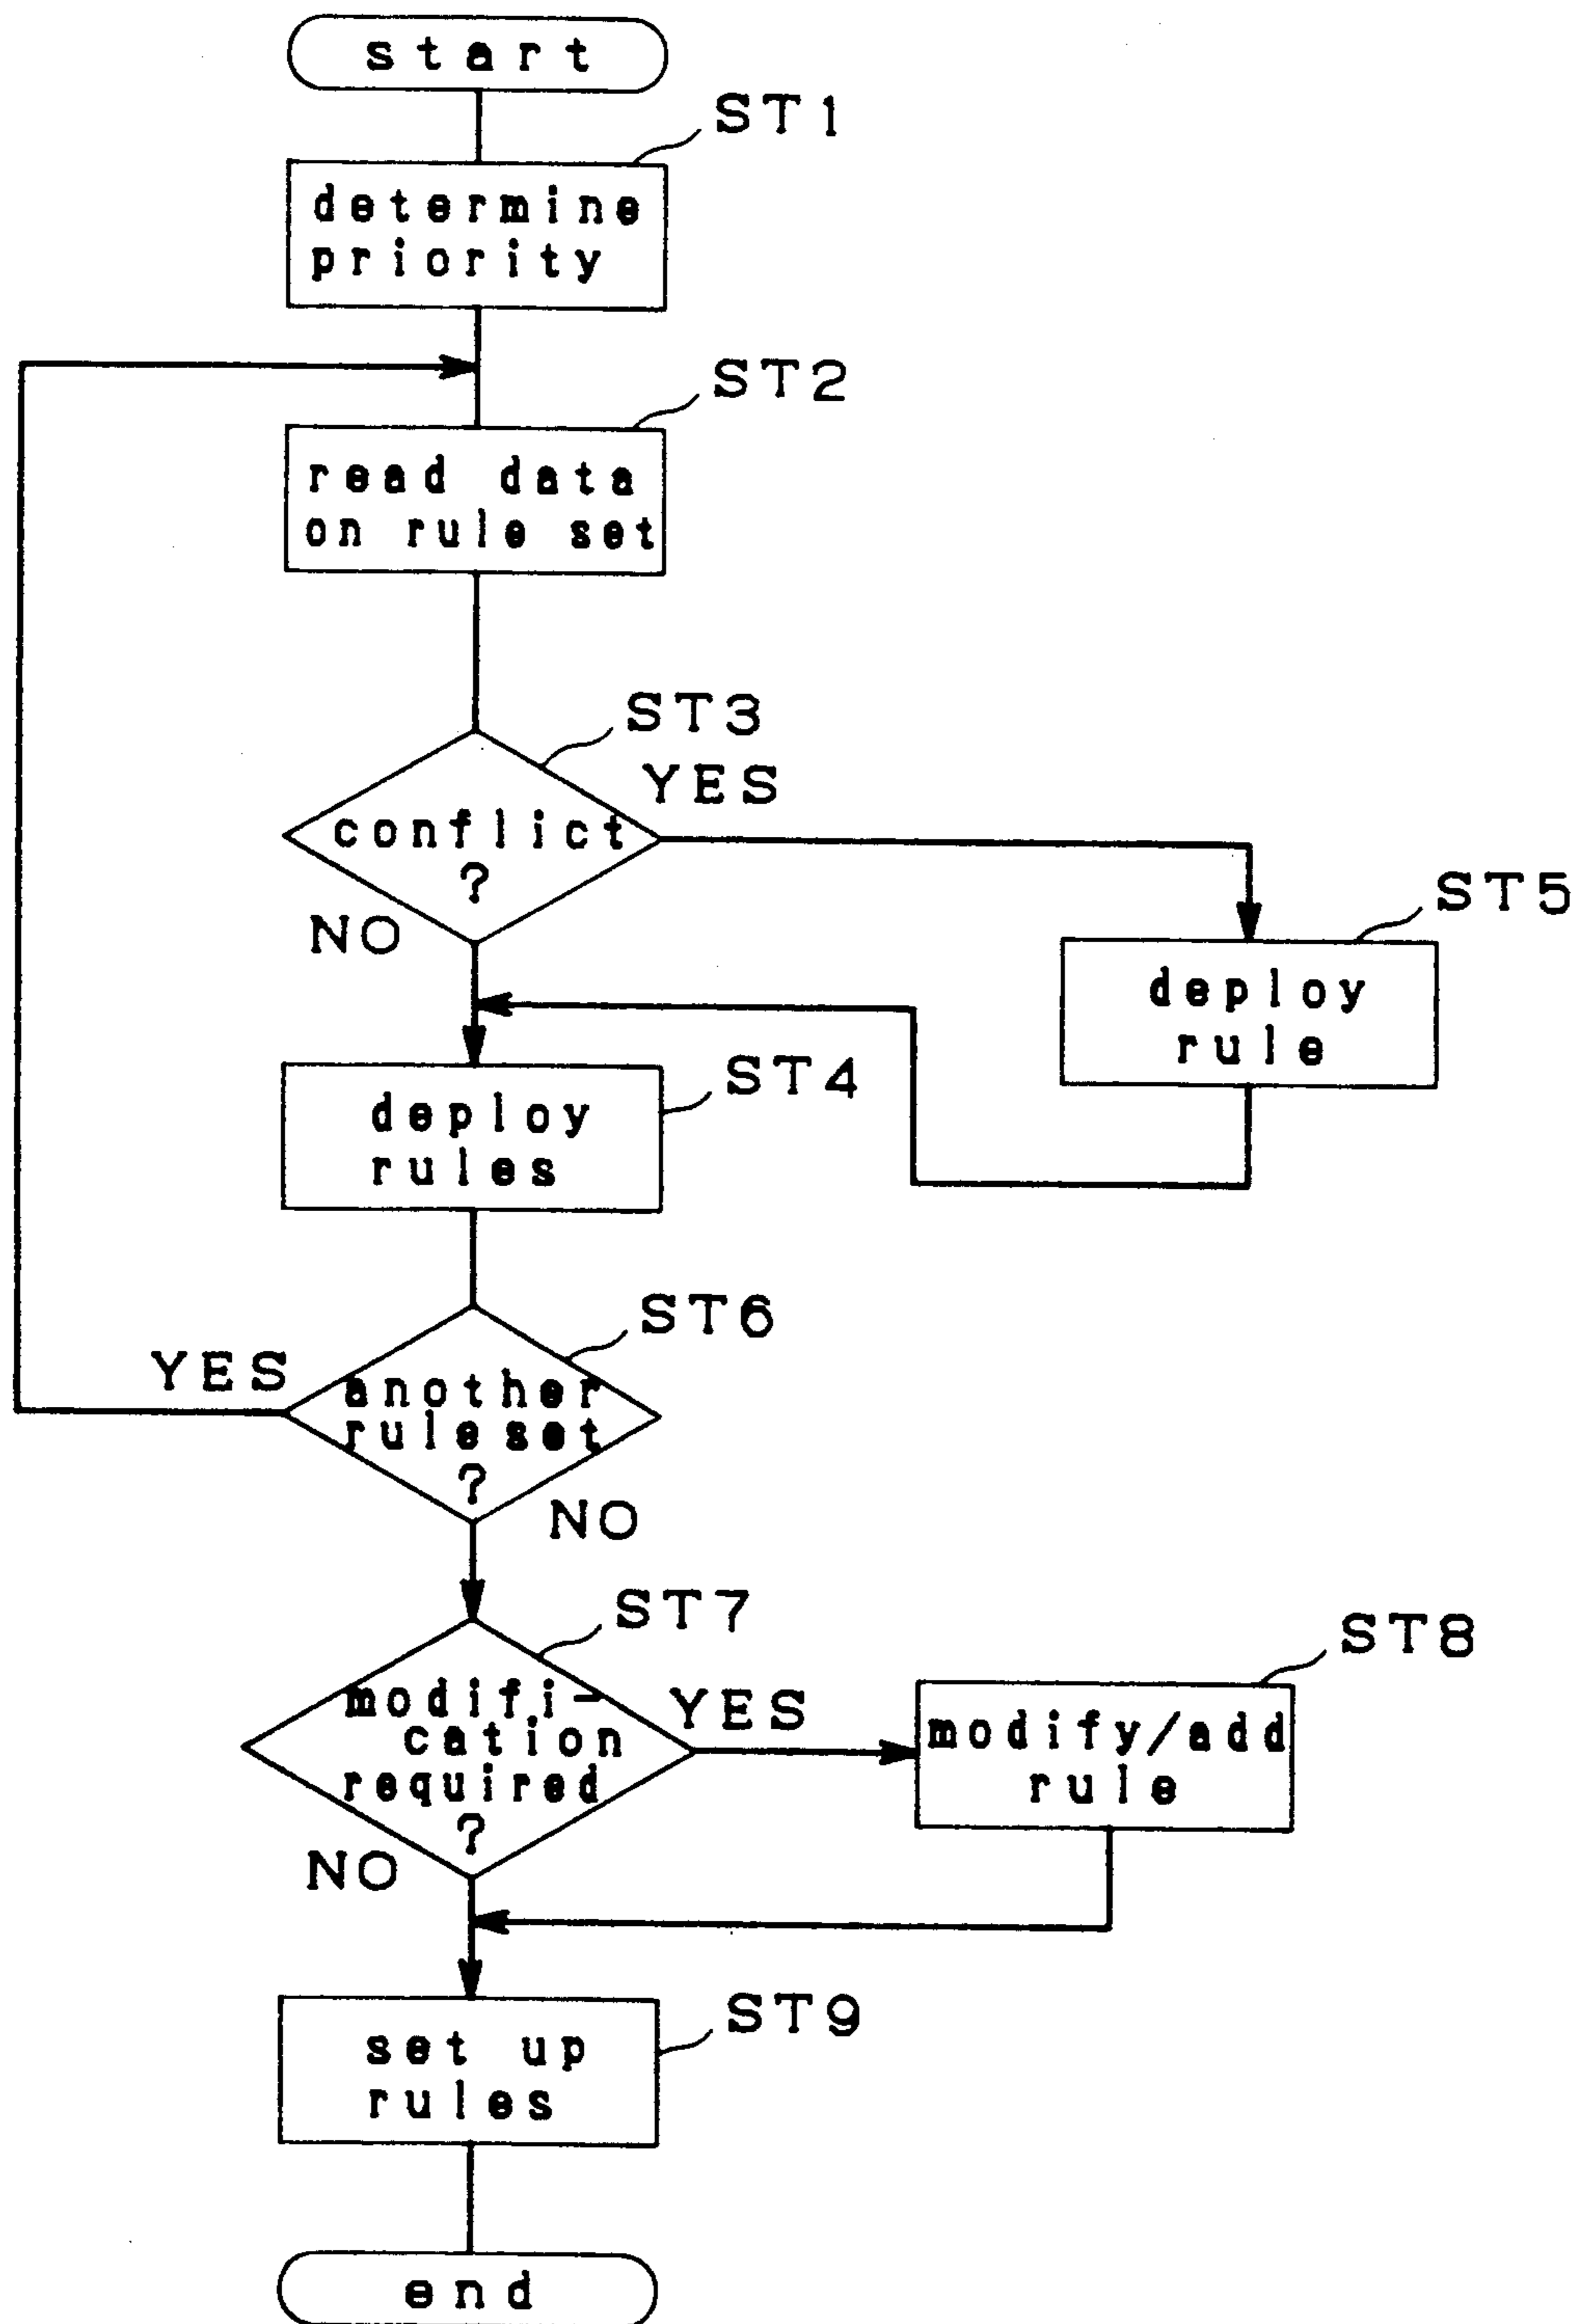 start
ST1
determine
priority
ST2
read data
on rule set
ST3
YES
conflict
?
NO
ST5
deploy
rule
ST4
deploy
rules
ST6
YES
another
rule set
?
NO
ST7
modifi-
cation
required
?
YES
NO
ST8
modify/add
rule
ST9
set up
rules
end